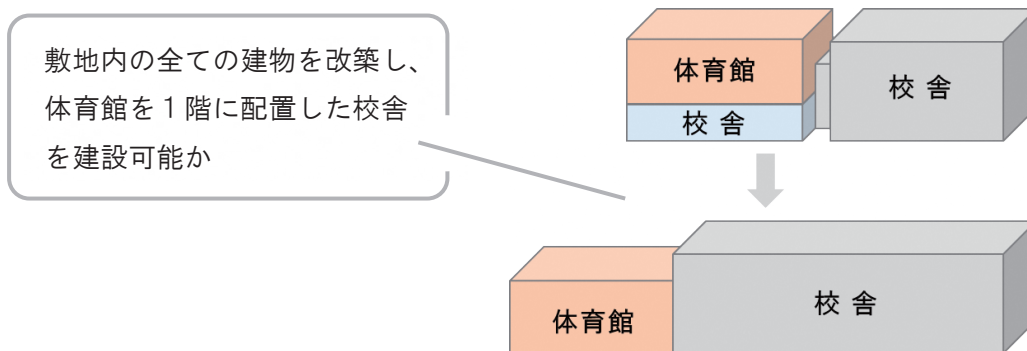 敷地内の全ての建物を改築し、
体育館を１階に配置した校舎
を建設可能か
体育館
校 舎
校 舎
体育館
校 舎